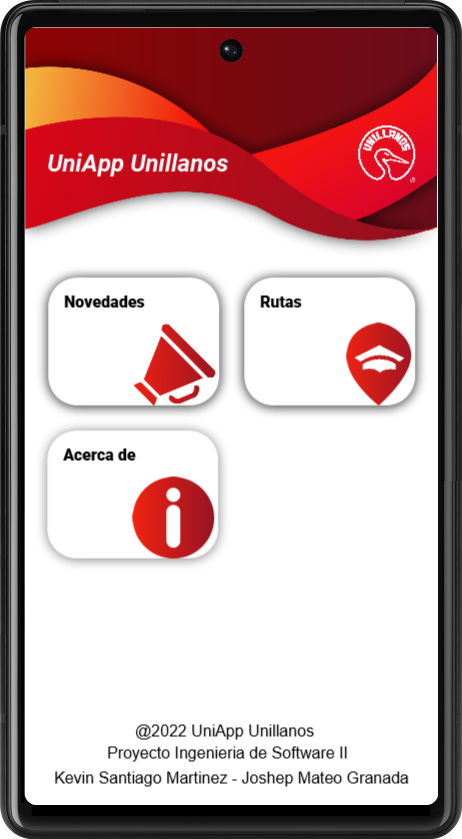 UniApp Unillanos
UNILLANOS
Novedades
Rutas
Acerca de
@2022 UniApp Unillanos
Proyecto Ingenieria de Software II
Kevin Santiago Martinez - Joshep Mateo Granada